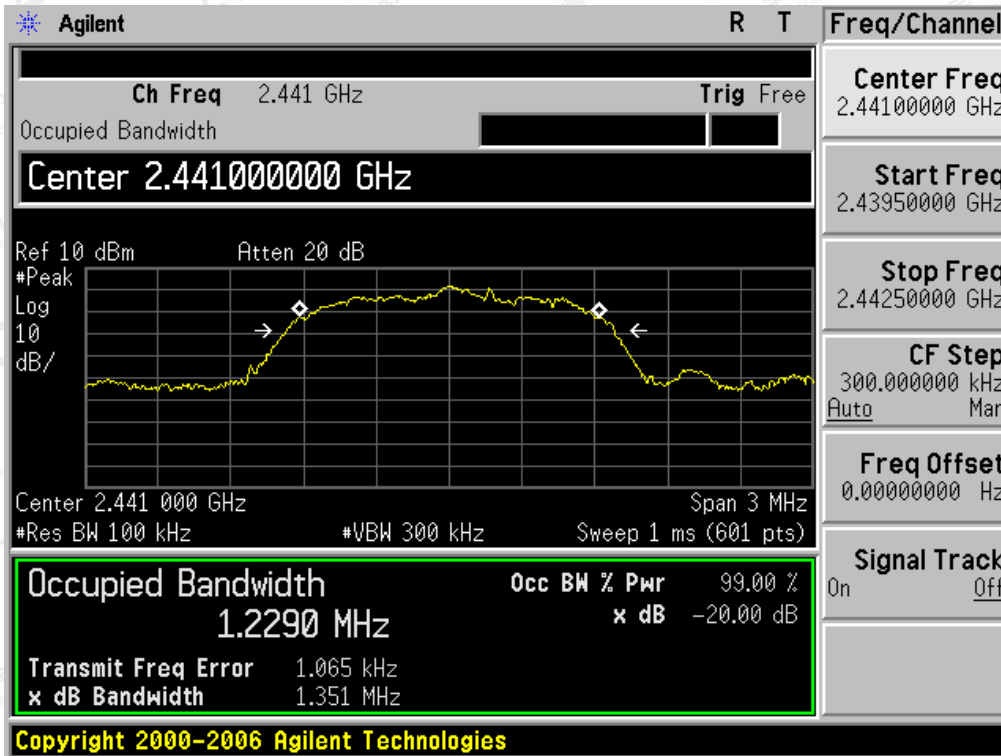 Agilent R T
Ch Freq 2.441 GHz Trig Free
Occupied Bandwidth
Center 2.441000000 GHz
Ref 10 dBm Atten 20 dB
#Peak
Log
10
dB/
Center 2.441 000 GHz Span 3 MHz
#Res BW 100 kHz #VBW 300 kHz Sweep 1 ms (601 pts)
Occupied Bandwidth Occ BW % Pwr 99.00 %
1.2290 MHz x dB -20.00 dB
Transmit Freq Error 1.065 kHz
x dB Bandwidth 1.351 MHz
Copyright 2000-2006 Agilent Technologies
Freq/Channel
Center Freq
2.44100000 GHz
Start Freq
2.43950000 GHz
Stop Freq
2.44250000 GHz
CF Step
300.000000 kHz
Auto Man
Freq Offset
0.00000000 Hz
Signal Track
On Off